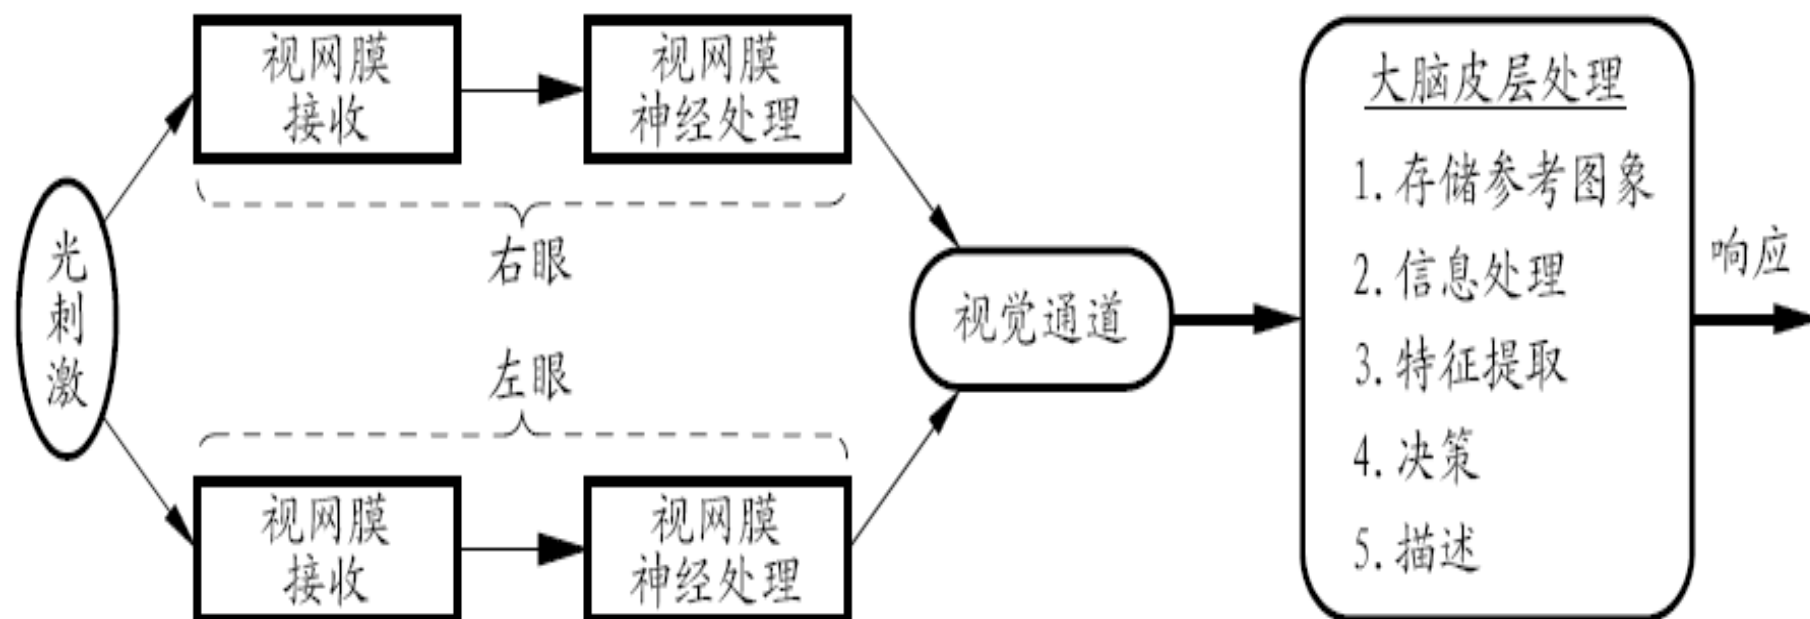 光刺激
视网膜
接收
视网膜
神经处理
右眼
左眼
视网膜
接收
视网膜
神经处理
视觉通道
大脑皮层处理
1.存储参考图象
2.信息处理
3.特征提取
4.决策
5.描述
响应